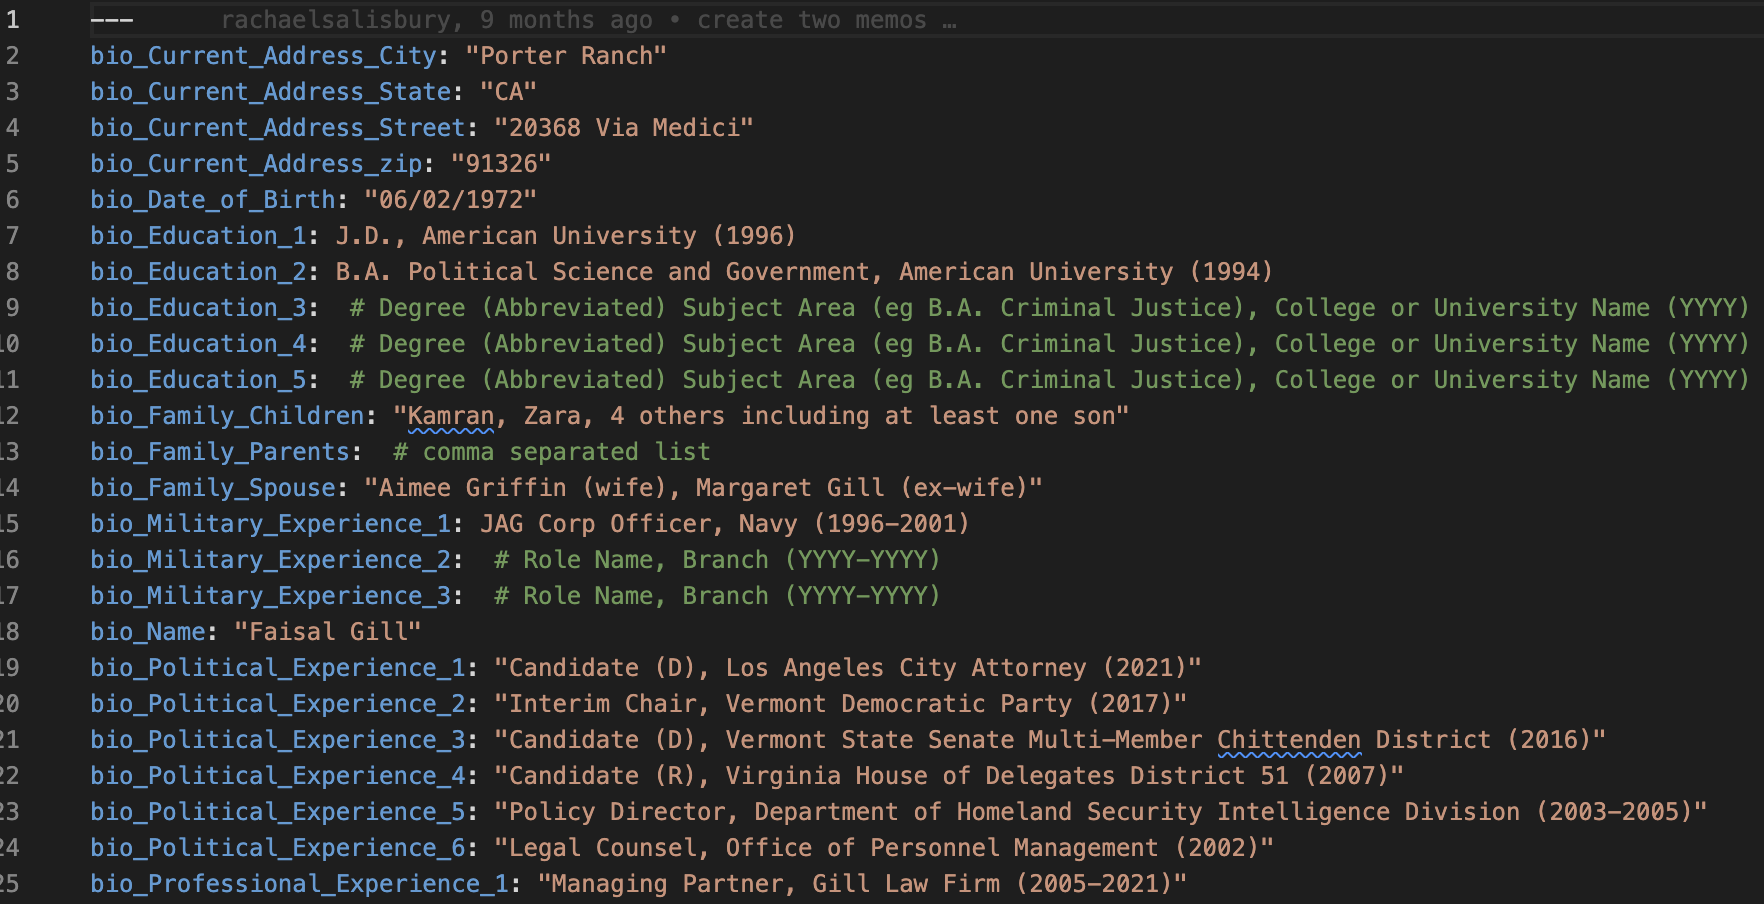 1 --- rachaelsalisbury, 9 months ago • create two memos …
2 bio_Current_Address_City: "Porter Ranch"
3 bio_Current_Address_State: "CA"
4 bio_Current_Address_Street: "20368 Via Medici"
5 bio_Current_Address_zip: "91326"
6 bio_Date_of_Birth: "06/02/1972"
7 bio_Education_1: J.D., American University (1996)
8 bio_Education_2: B.A. Political Science and Government, American University (1994)
9 bio_Education_3:  # Degree (Abbreviated) Subject Area (eg B.A. Criminal Justice), College or University Name (YYYY)
10 bio_Education_4:  # Degree (Abbreviated) Subject Area (eg B.A. Criminal Justice), College or University Name (YYYY)
11 bio_Education_5:  # Degree (Abbreviated) Subject Area (eg B.A. Criminal Justice), College or University Name (YYYY)
12 bio_Family_Children: "Kamran, Zara, 4 others including at least one son"
13 bio_Family_Parents:  # comma separated list
14 bio_Family_Spouse: "Aimee Griffin (wife), Margaret Gill (ex-wife)"
15 bio_Military_Experience_1: JAG Corp Officer, Navy (1996-2001)
16 bio_Military_Experience_2:  # Role Name, Branch (YYYY-YYYY)
17 bio_Military_Experience_3:  # Role Name, Branch (YYYY-YYYY)
18 bio_Name: "Faisal Gill"
19 bio_Political_Experience_1: "Candidate (D), Los Angeles City Attorney (2021)"
20 bio_Political_Experience_2: "Interim Chair, Vermont Democratic Party (2017)"
21 bio_Political_Experience_3: "Candidate (D), Vermont State Senate Multi-Member Chittenden District (2016)"
22 bio_Political_Experience_4: "Candidate (R), Virginia House of Delegates District 51 (2007)"
23 bio_Political_Experience_5: "Policy Director, Department of Homeland Security Intelligence Division (2003-2005)"
24 bio_Political_Experience_6: "Legal Counsel, Office of Personnel Management (2002)"
25 bio_Professional_Experience_1: "Managing Partner, Gill Law Firm (2005-2021)"